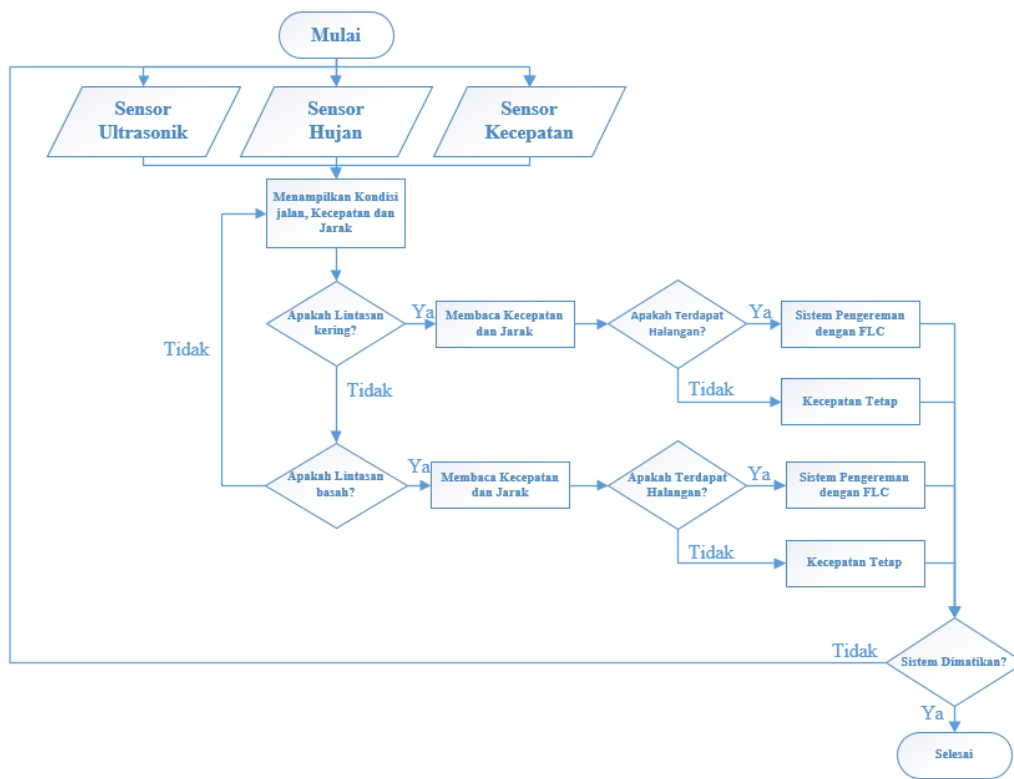 Mulai
Sensor
Ultrasonik
Sensor
Hujan
Sensor
Kecepatan
Menampilkan Kondisi
jalan, Kecepatan dan
Jarak
Apakah Lintasan
kering?
Ya
Membaca Kecepatan
dan Jarak
Apakah Terdapat
Halangan?
Ya
Sistem Pengereman
dengan FLC
Tidak
Tidak
Tidak
Kecepatan Tetap
Apakah Lintasan
basah?
Ya
Membaca Kecepatan
dan Jarak
Apakah Terdapat
Halangan?
Ya
Sistem Pengereman
dengan FLC
Tidak
Kecepatan Tetap
Tidak
Sistem Dimatikan?
Ya
Selesai